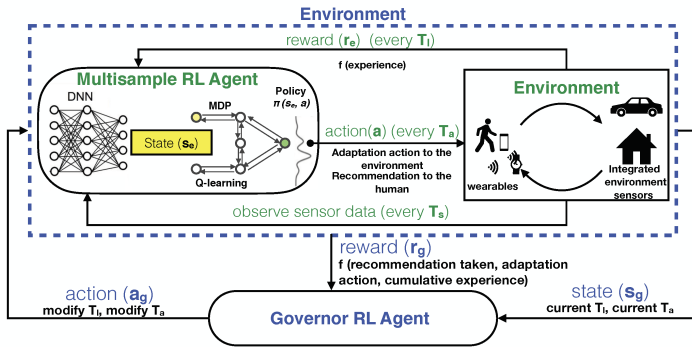 Environment
reward (rₑ) (every Tₗ)
f (experience)
Multisample RL Agent
DNN
MDP
Policy
π (sₑ, a)
State (sₑ)
Q-learning
action(a) (every Tₐ)
Adaptation action to the
environment
Recommendation to the
human
Environment
wearables
Integrated
environment
sensors
observe sensor data (every Tₛ)
reward (r_g)
f (recommendation taken, adaptation
action, cumulative experience)
action (a_g)
modify Tₗ, modify Tₐ
Governor RL Agent
state (s_g)
current Tₗ, current Tₐ